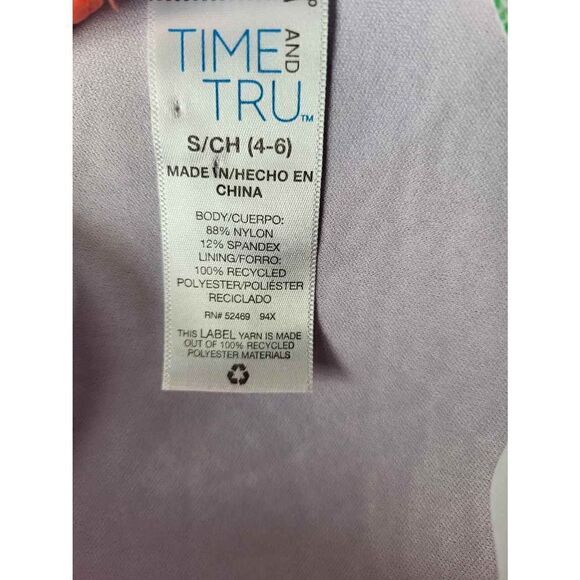 TIME AND
TRU™
S/CH (4-6)
MADE IN/HECHO EN
CHINA
BODY/CUERPO:
88% NYLON
12% SPANDEX
LINING/FORRO:
100% RECYCLED
POLYESTER/POLIÉSTER
RECICLADO
RN# 52469 94X
THIS LABEL YARN IS MADE
OUT OF 100% RECYCLED
POLYESTER MATERIALS